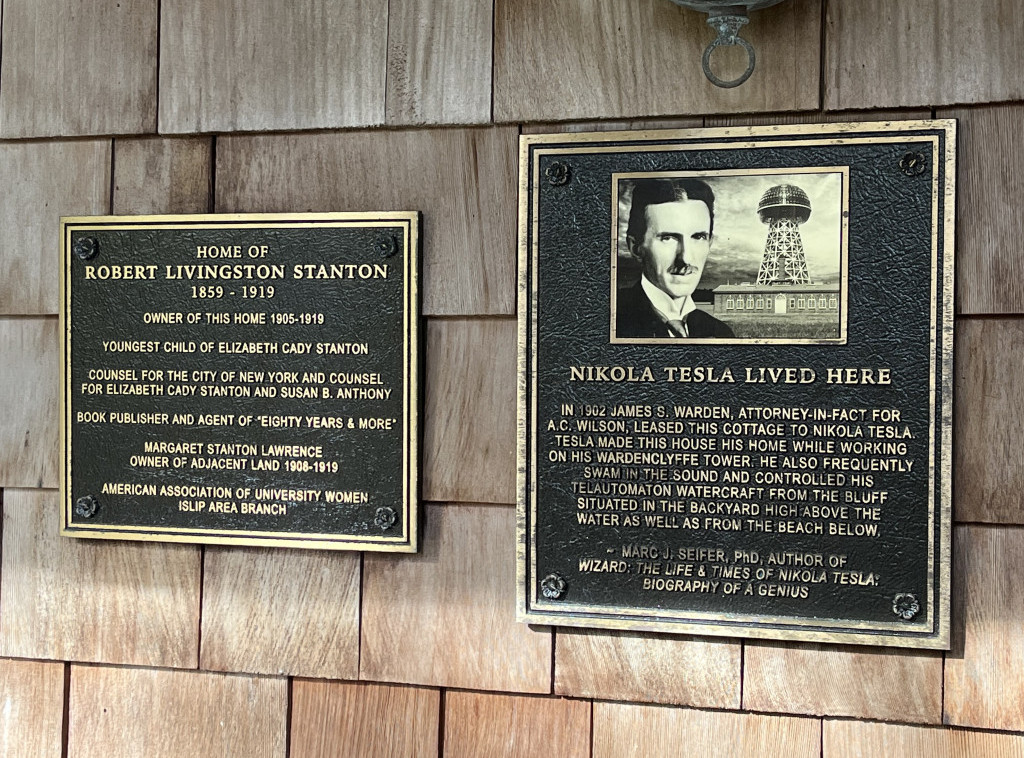 HOME OF
ROBERT LIVINGSTON STANTON
1859 - 1919
OWNER OF THIS HOME 1905-1919
YOUNGEST CHILD OF ELIZABETH CADY STANTON
COUNSEL FOR THE CITY OF NEW YORK AND COUNSEL
FOR ELIZABETH CADY STANTON AND SUSAN B. ANTHONY
BOOK PUBLISHER AND AGENT OF "EIGHTY YEARS & MORE"
MARGARET STANTON LAWRENCE
OWNER OF ADJACENT LAND 1908-1919
AMERICAN ASSOCIATION OF UNIVERSITY WOMEN
ISLIP AREA BRANCH
NIKOLA TESLA LIVED HERE
IN 1902 JAMES S. WARDEN, ATTORNEY-IN-FACT FOR
A.C. WILSON, LEASED THIS COTTAGE TO NIKOLA TESLA.
TESLA MADE THIS HOUSE HIS HOME WHILE WORKING
ON HIS WARDENCLYFFE TOWER. HE ALSO FREQUENTLY
SWAM IN THE SOUND AND CONTROLLED HIS
TELAUTOMATON WATERCRAFT FROM THE BLUFF
SITUATED IN THE BACKYARD HIGH ABOVE THE
WATER AS WELL AS FROM THE BEACH BELOW.
~ MARC J. SEIFER, PhD, AUTHOR OF
WIZARD: THE LIFE & TIMES OF NIKOLA TESLA:
BIOGRAPHY OF A GENIUS